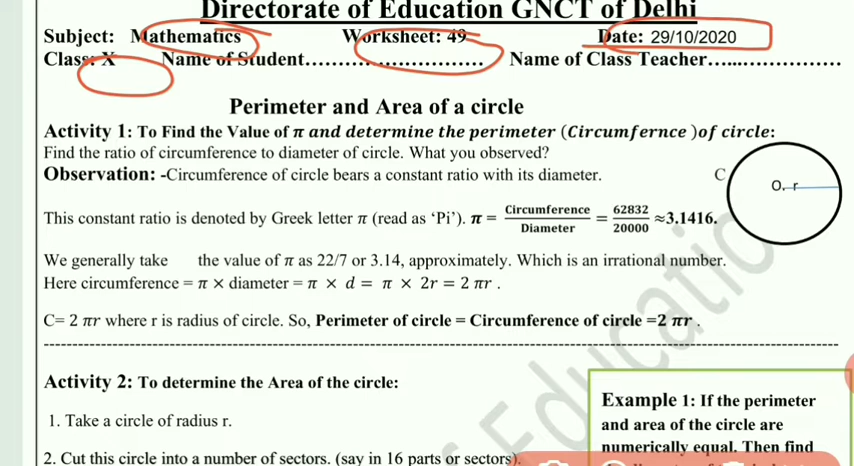 Directorate of Education GNCT of Delhi
Subject: Mathematics Worksheet: 49 Date: 29/10/2020
Class: X Name of Student.................................... Name of Class Teacher.......................
Perimeter and Area of a circle
Activity 1: To Find the Value of π and determine the perimeter (Circumfernce )of circle:
Find the ratio of circumference to diameter of circle. What you observed?
Observation: -Circumference of circle bears a constant ratio with its diameter.
C O. r
This constant ratio is denoted by Greek letter π (read as ‘Pi’). π = Circumference/Diameter = 62832/20000 ≈3.1416.
We generally take the value of π as 22/7 or 3.14, approximately. Which is an irrational number.
Here circumference = π × diameter = π × d = π × 2r = 2 πr .
C= 2 πr where r is radius of circle. So, Perimeter of circle = Circumference of circle =2 πr .
Activity 2: To determine the Area of the circle:
1. Take a circle of radius r.
2. Cut this circle into a number of sectors. (say in 16 parts or sectors).
Example 1: If the perimeter
and area of the circle are
numerically equal. Then find
f Educatio